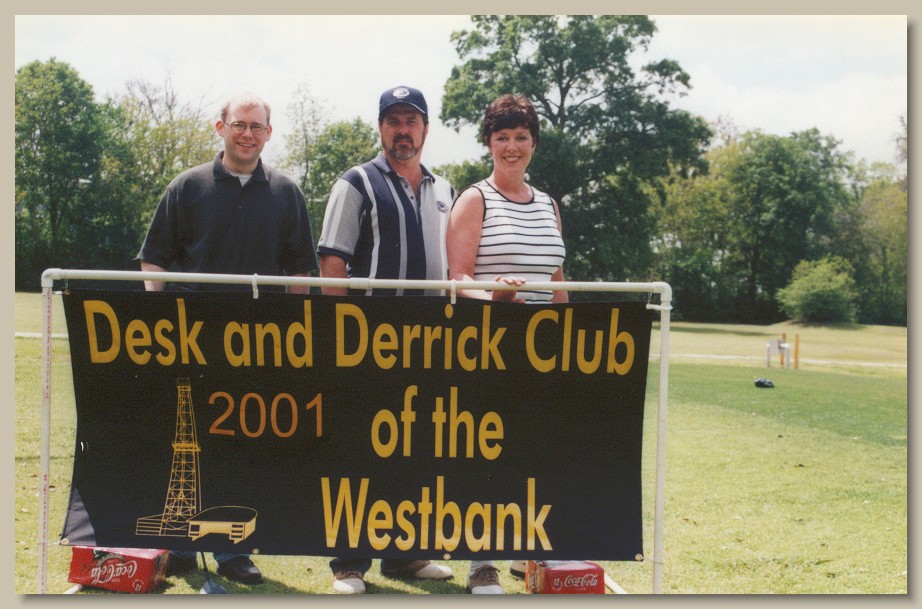 Desk and Derrick Club
2001
of the
Westbank
Coca-Cola
Coca-Cola